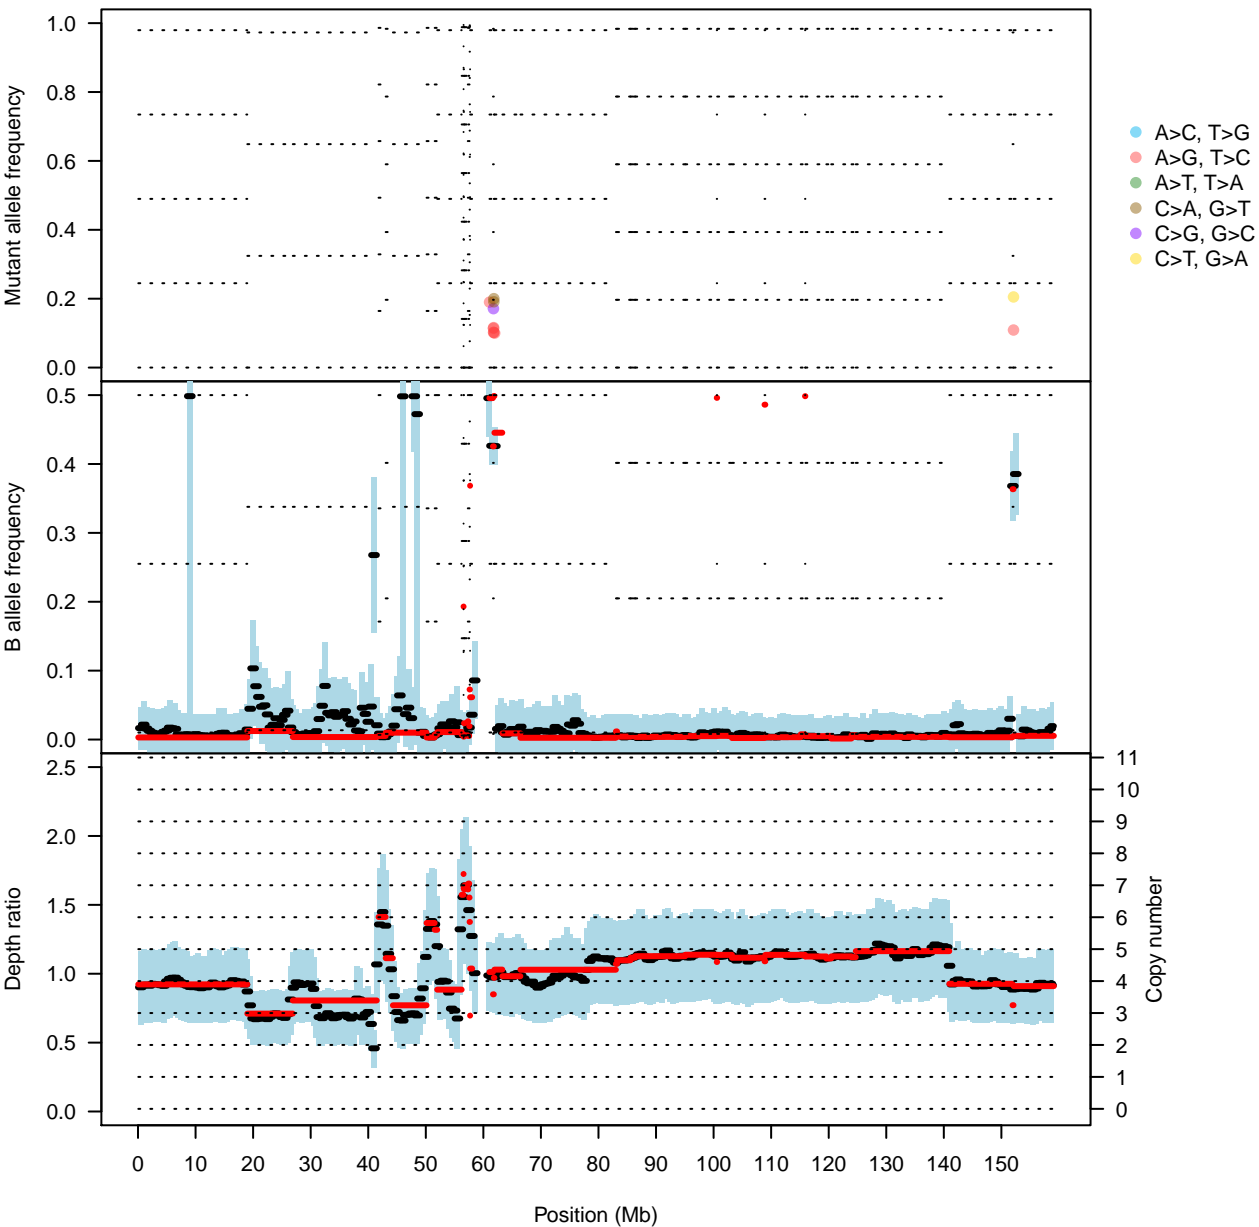 Mutant allele frequency
1.0
0.8
0.6
0.4
0.2
0.0
A>C, T>G
A>G, T>C
A>T, T>A
C>A, G>T
C>G, G>C
C>T, G>A
B allele frequency
0.5
0.4
0.3
0.2
0.1
0.0
Depth ratio
2.5
2.0
1.5
1.0
0.5
0.0
11
10
9
8
7
6
5
4
3
2
1
0
Copy number
0 10 20 30 40 50 60 70 80 90 100 110 120 130 140 150
Position (Mb)